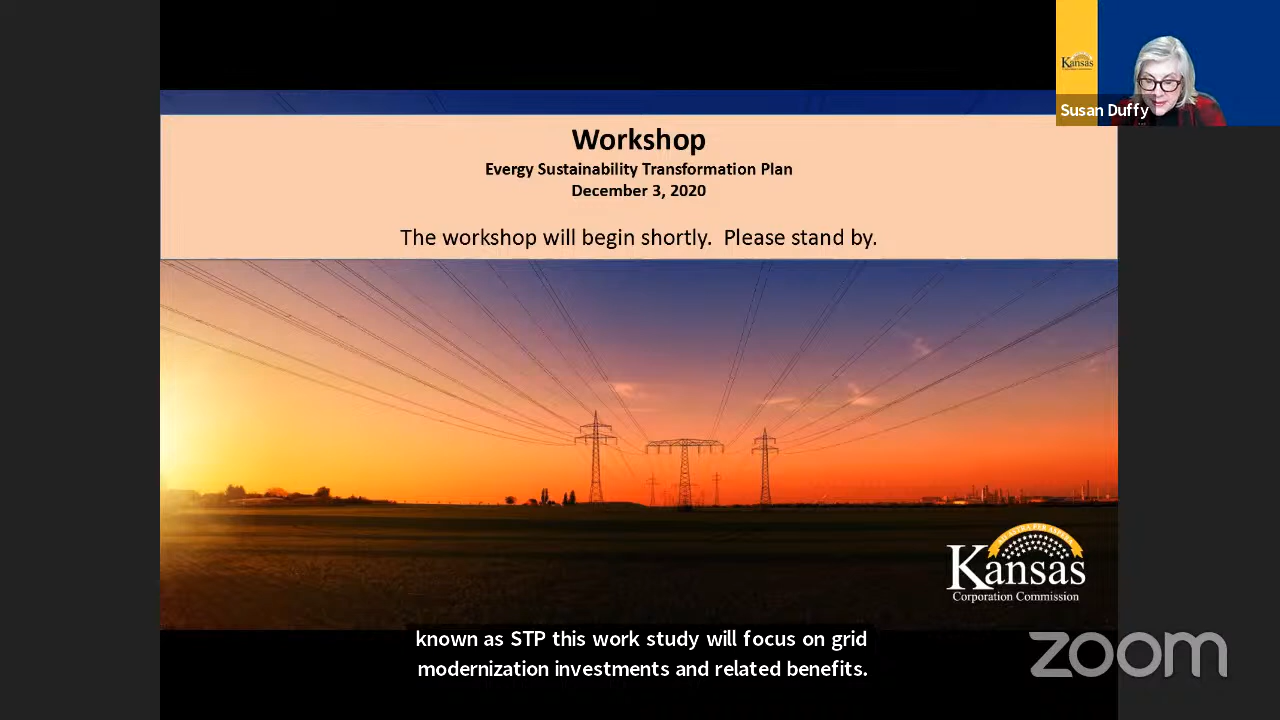 Kansas
Susan Duffy
Workshop
Evergy Sustainability Transformation Plan
December 3, 2020
The workshop will begin shortly. Please stand by.
Kansas
Corporation Commission
known as STP this work study will focus on grid
modernization investments and related benefits.
zoom